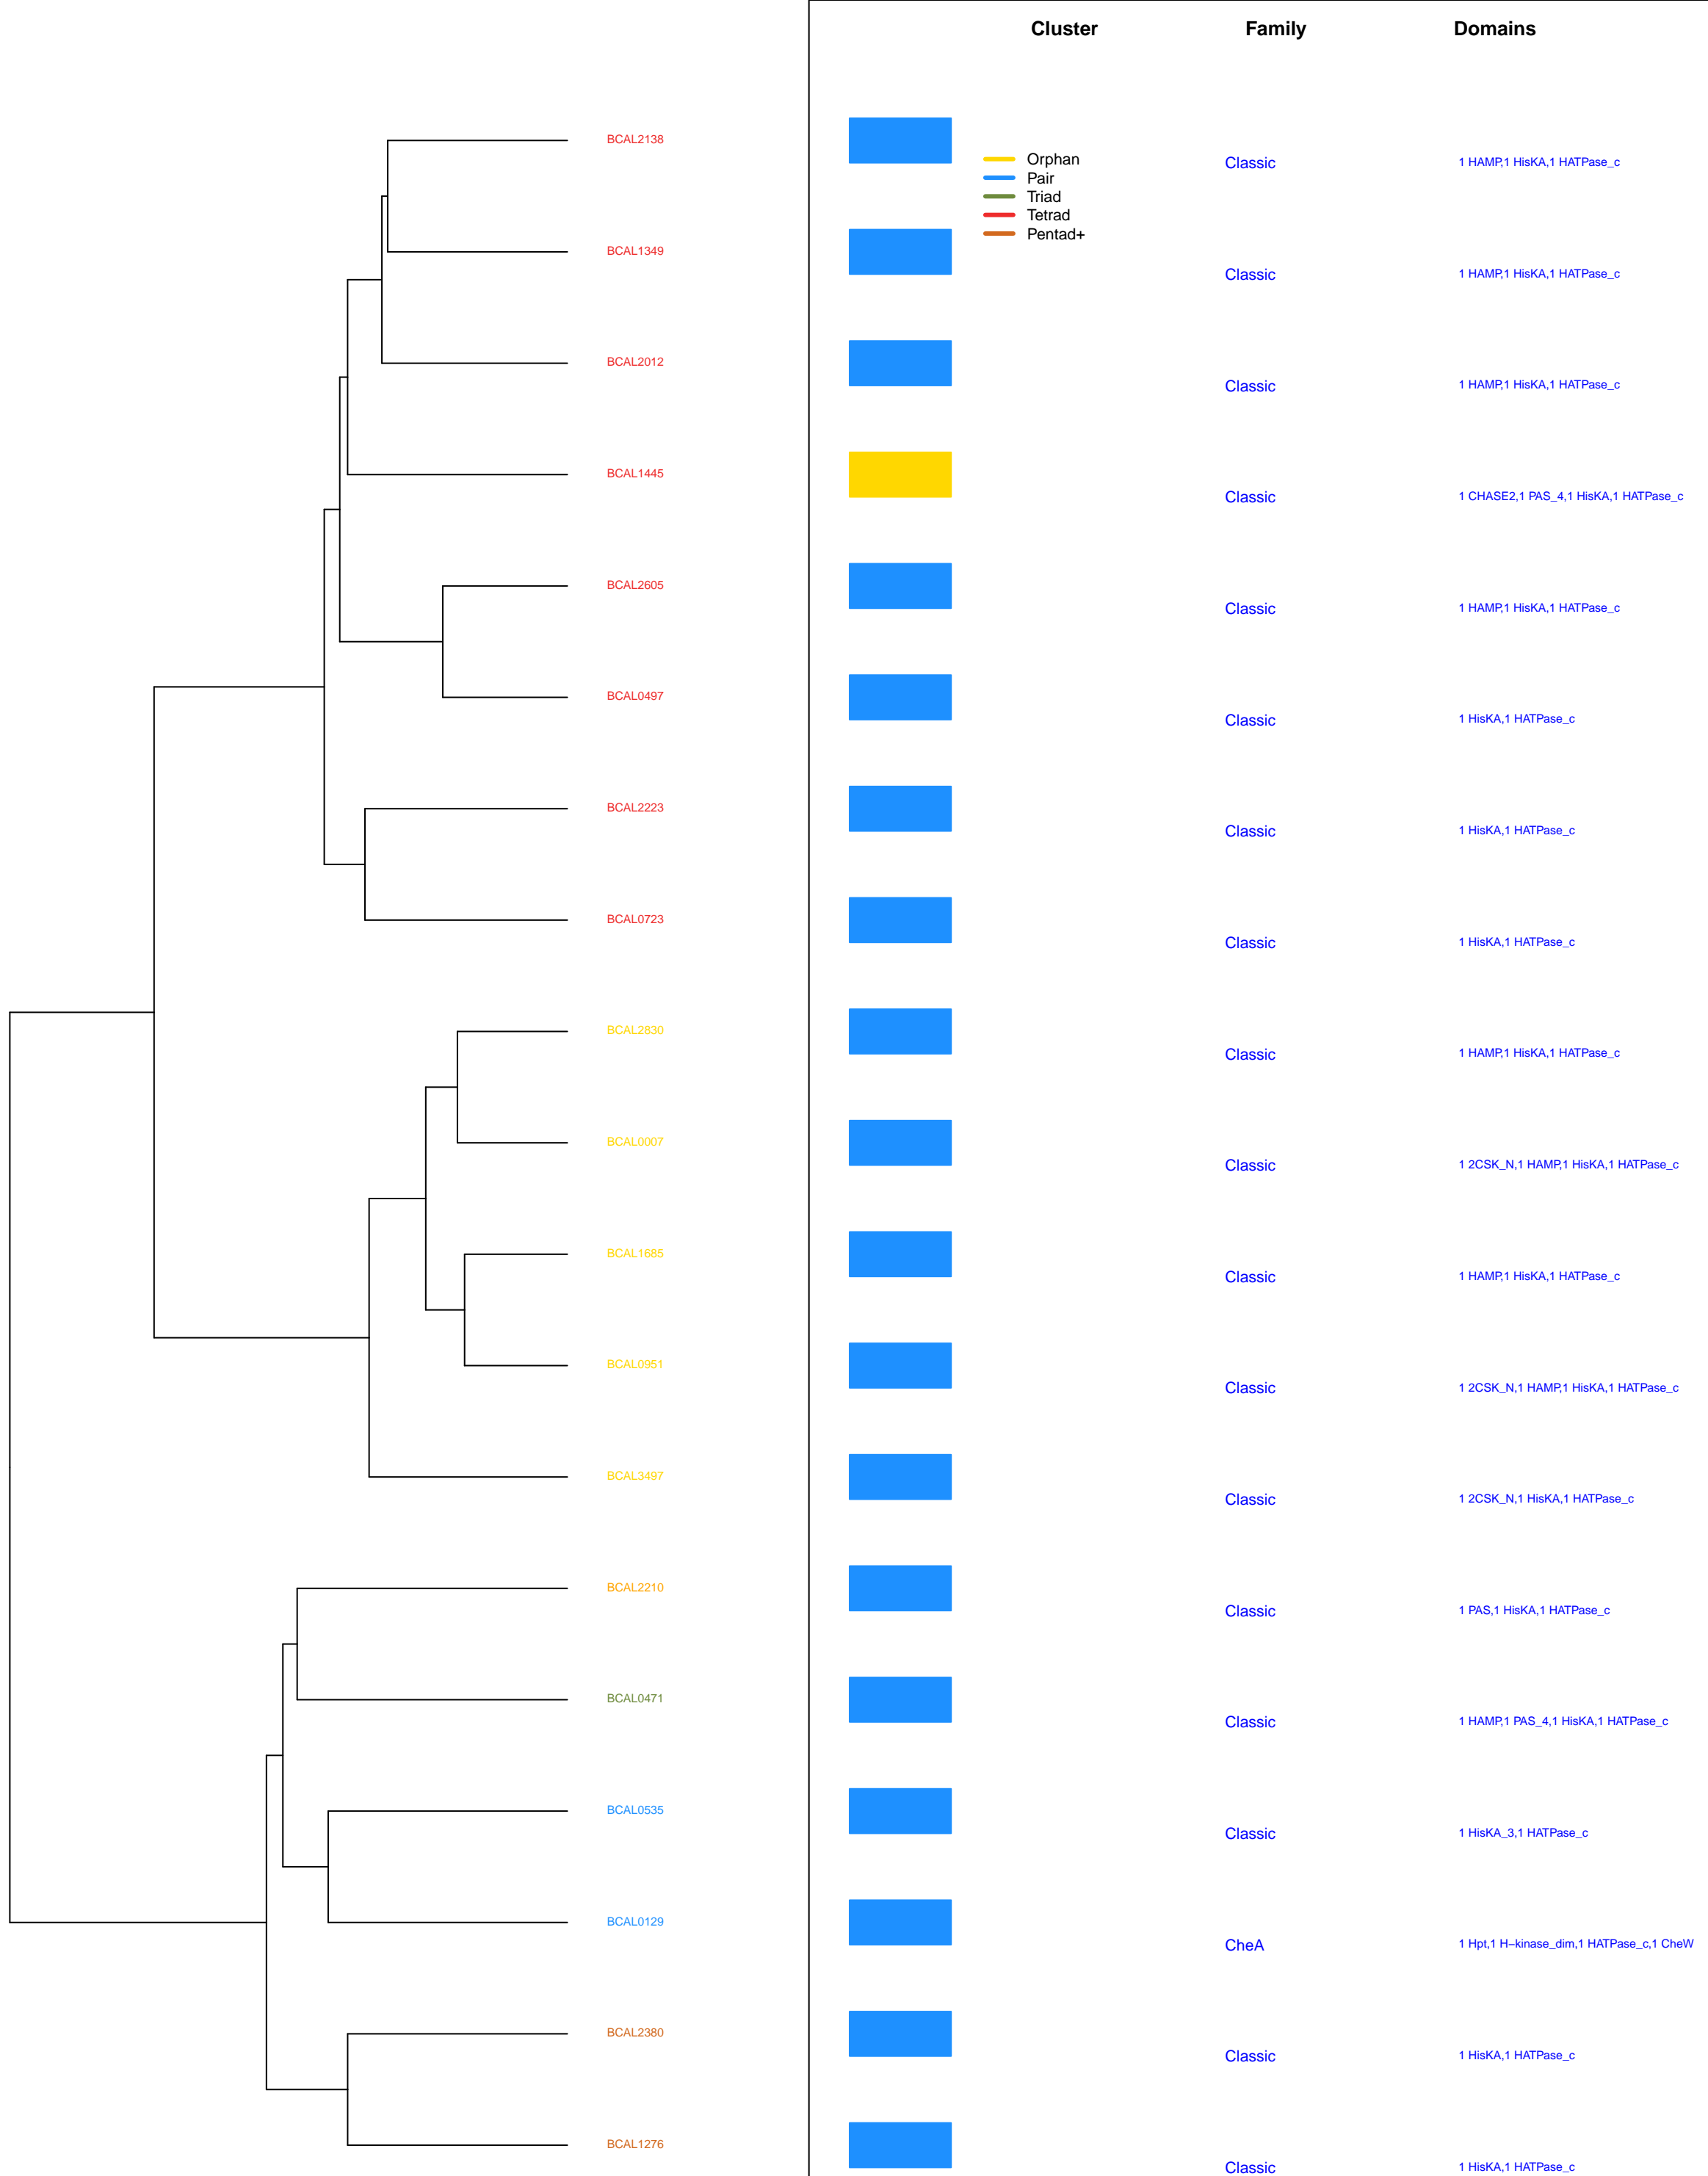 Cluster Family Domains
BCAL2138
Orphan
Classic 1 HAMP,1 HisKA,1 HATPase_c
Pair
Triad
Tetrad
Pentad+
BCAL1349
Classic 1 HAMP,1 HisKA,1 HATPase_c
BCAL2012
Classic 1 HAMP,1 HisKA,1 HATPase_c
BCAL1445
Classic 1 CHASE2,1 PAS_4,1 HisKA,1 HATPase_c
BCAL2605
Classic 1 HAMP,1 HisKA,1 HATPase_c
BCAL0497
Classic 1 HisKA,1 HATPase_c
BCAL2223
Classic 1 HisKA,1 HATPase_c
BCAL0723
Classic 1 HisKA,1 HATPase_c
BCAL2830
Classic 1 HAMP,1 HisKA,1 HATPase_c
BCAL0007
Classic 1 2CSK_N,1 HAMP,1 HisKA,1 HATPase_c
BCAL1685
Classic 1 HAMP,1 HisKA,1 HATPase_c
BCAL0951
Classic 1 2CSK_N,1 HAMP,1 HisKA,1 HATPase_c
BCAL3497
Classic 1 2CSK_N,1 HisKA,1 HATPase_c
BCAL2210
Classic 1 PAS,1 HisKA,1 HATPase_c
BCAL0471
Classic 1 HAMP,1 PAS_4,1 HisKA,1 HATPase_c
BCAL0535
Classic 1 HisKA_3,1 HATPase_c
BCAL0129
CheA 1 Hpt,1 H−kinase_dim,1 HATPase_c,1 CheW
BCAL2380
Classic 1 HisKA,1 HATPase_c
BCAL1276
Classic 1 HisKA,1 HATPase_c